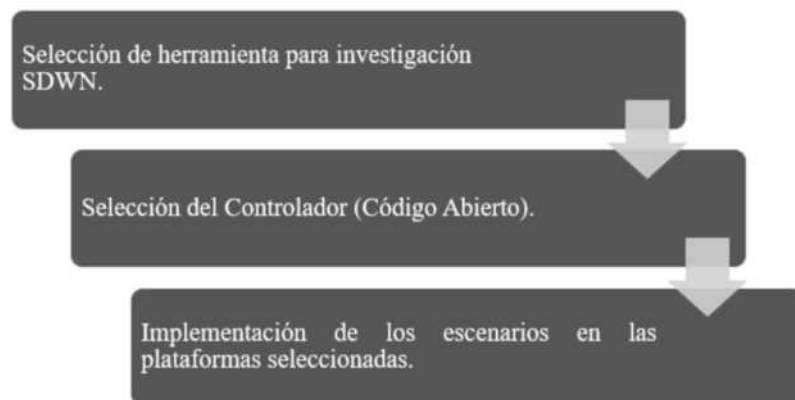 Selección de herramienta para investigación
SDWN.
Selección del Controlador (Código Abierto).
Implementación de los escenarios en las
plataformas seleccionadas.